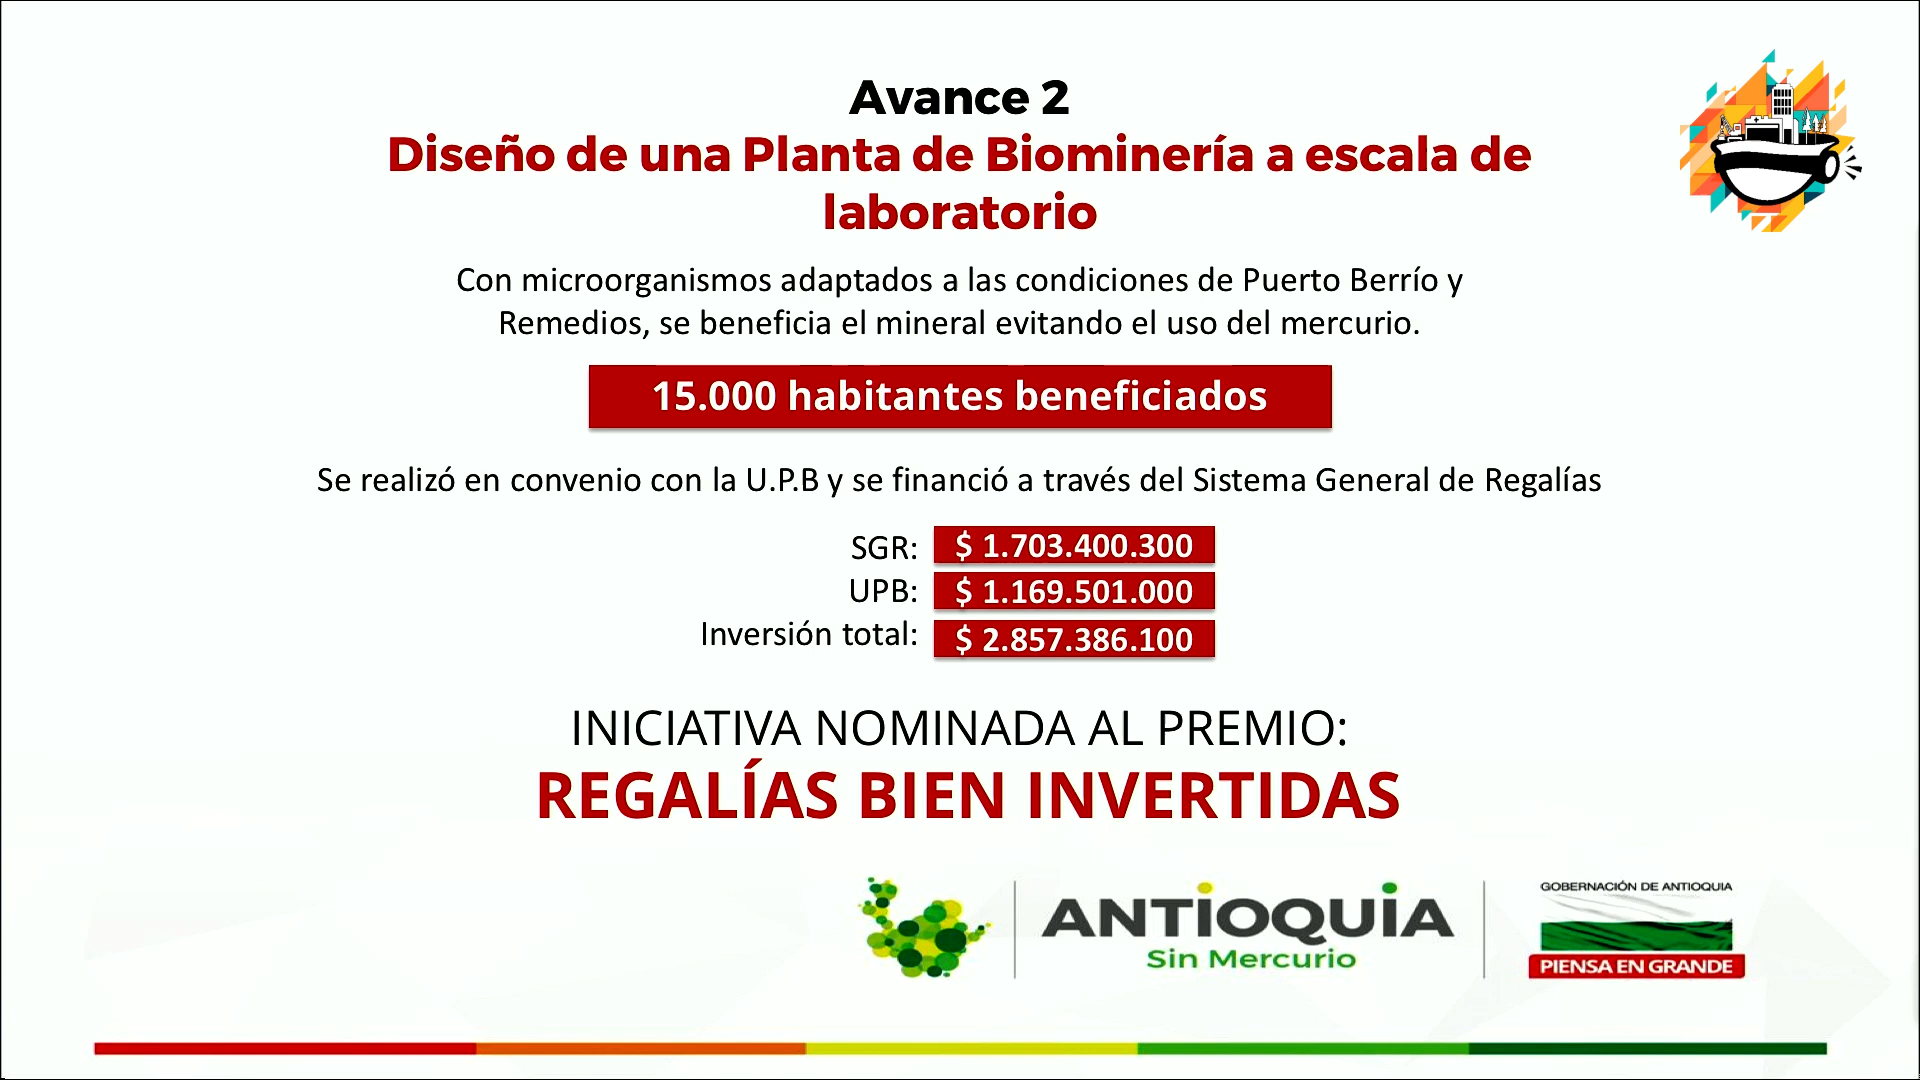 Avance 2
Diseño de una Planta de Biominería a escala de
laboratorio
Con microorganismos adaptados a las condiciones de Puerto Berrío y
Remedios, se beneficia el mineral evitando el uso del mercurio.
15.000 habitantes beneficiados
Se realizó en convenio con la U.P.B y se financió a través del Sistema General de Regalías
SGR: $ 1.703.400.300
UPB: $ 1.169.501.000
Inversión total: $ 2.857.386.100
INICIATIVA NOMINADA AL PREMIO:
REGALÍAS BIEN INVERTIDAS
ANTIOQUIA
Sin Mercurio
GOBERNACIÓN DE ANTIOQUIA
PIENSA EN GRANDE